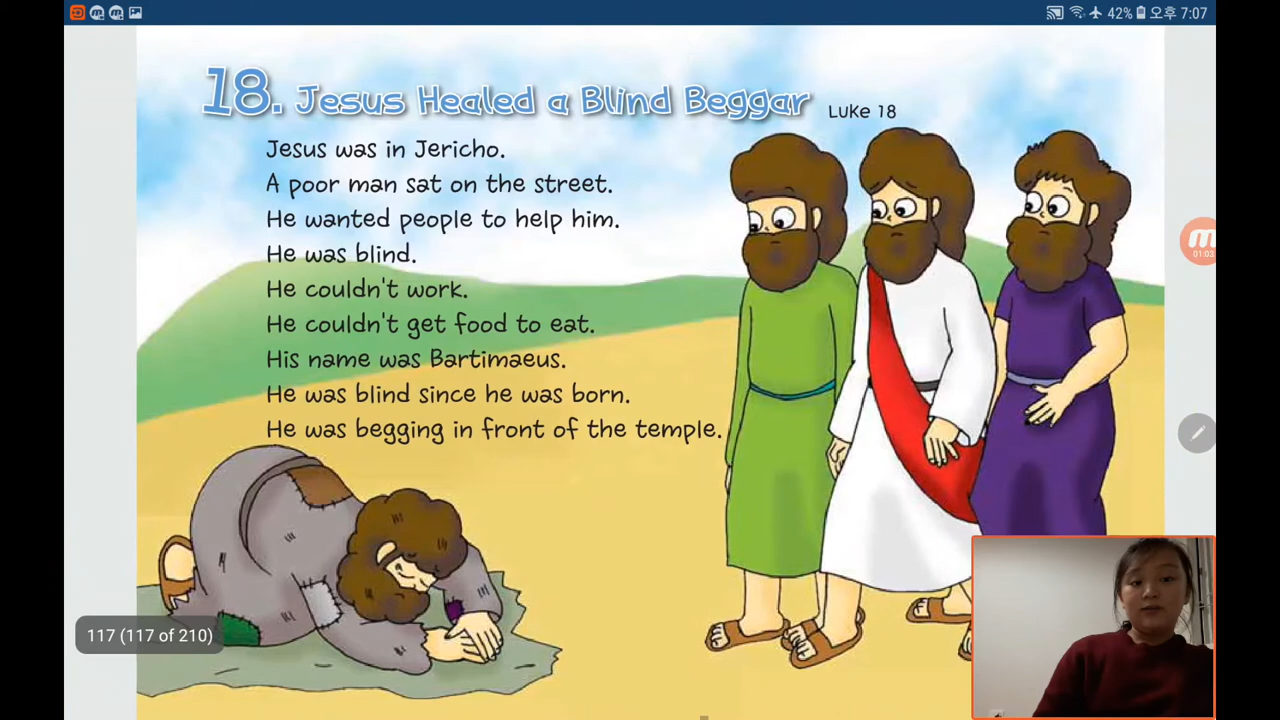 42% 오후 7:07
18. Jesus Healed a Blind Beggar Luke 18
Jesus was in Jericho.
A poor man sat on the street.
He wanted people to help him.
He was blind.
He couldn't work.
He couldn't get food to eat.
His name was Bartimaeus.
He was blind since he was born.
He was begging in front of the temple.
01:03
117 (117 of 210)